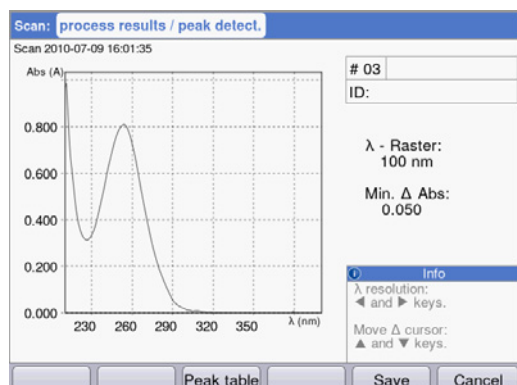 Scan: process results / peak detect.
Scan 2010-07-09 16:01:35
Abs (A)
0.800
0.600
0.400
0.200
0.000
230 260 290 320 350 λ (nm)
# 03
ID:
λ - Raster:
100 nm
Min. Δ Abs:
0.050
Info
λ resolution:
◀ and ▶ keys.
Move Δ cursor:
▲ and ▼ keys.
Peak table Save Cancel